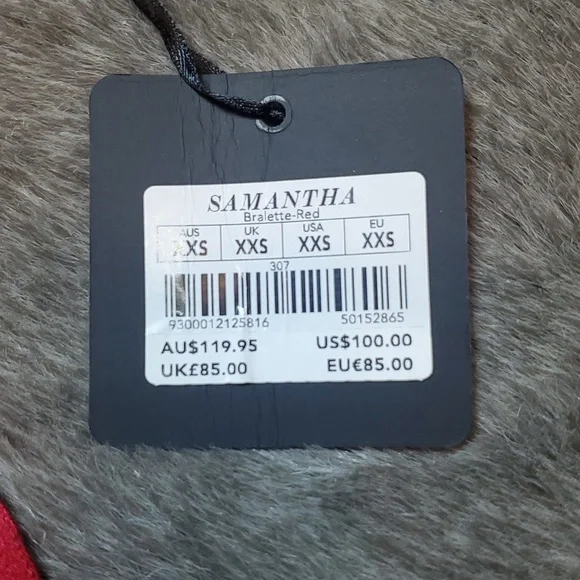 SAMANTHA
Bralette-Red
AUS UK USA EU
XXS XXS XXS XXS
307
9300012125816 50152865
AU$119.95 US$100.00
UK£85.00 EU€85.00